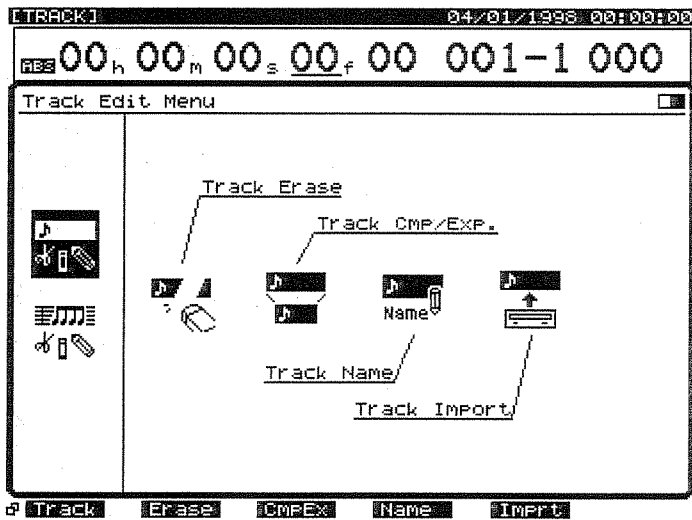 [TRACK] 04/01/1998 00:00:00
ABS 00h 00m 00s 00f 00 001-1 000
Track Edit Menu
Track Erase
Track Cmp/Exp.
Name
Track Name
Track Import
Track Erase CmpEx Name Imprt